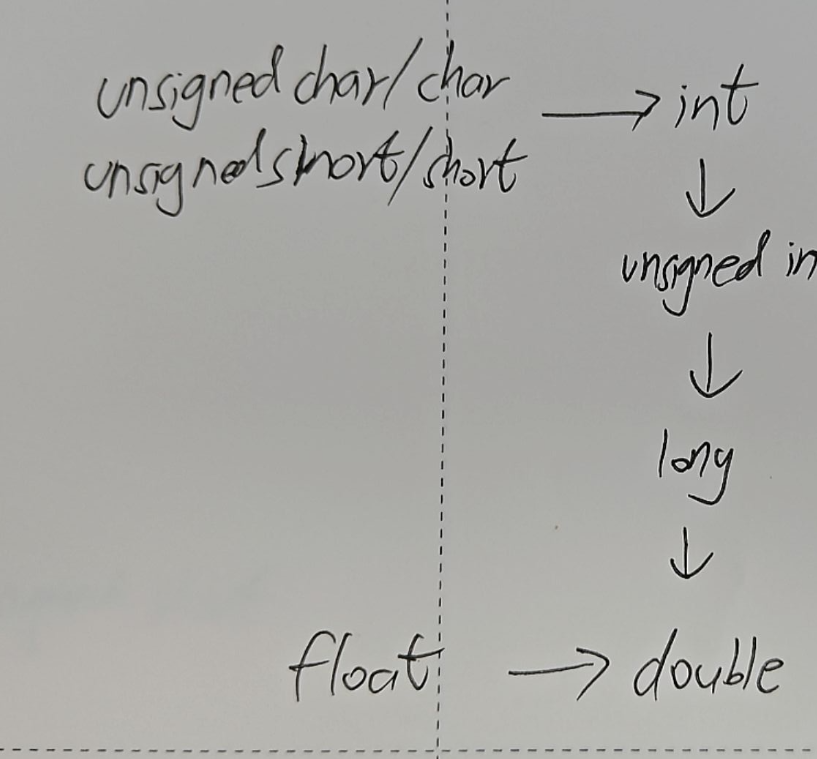 unsigned char/char
unsigned short/short → int
↓
unsigned in
↓
long
↓
float → double